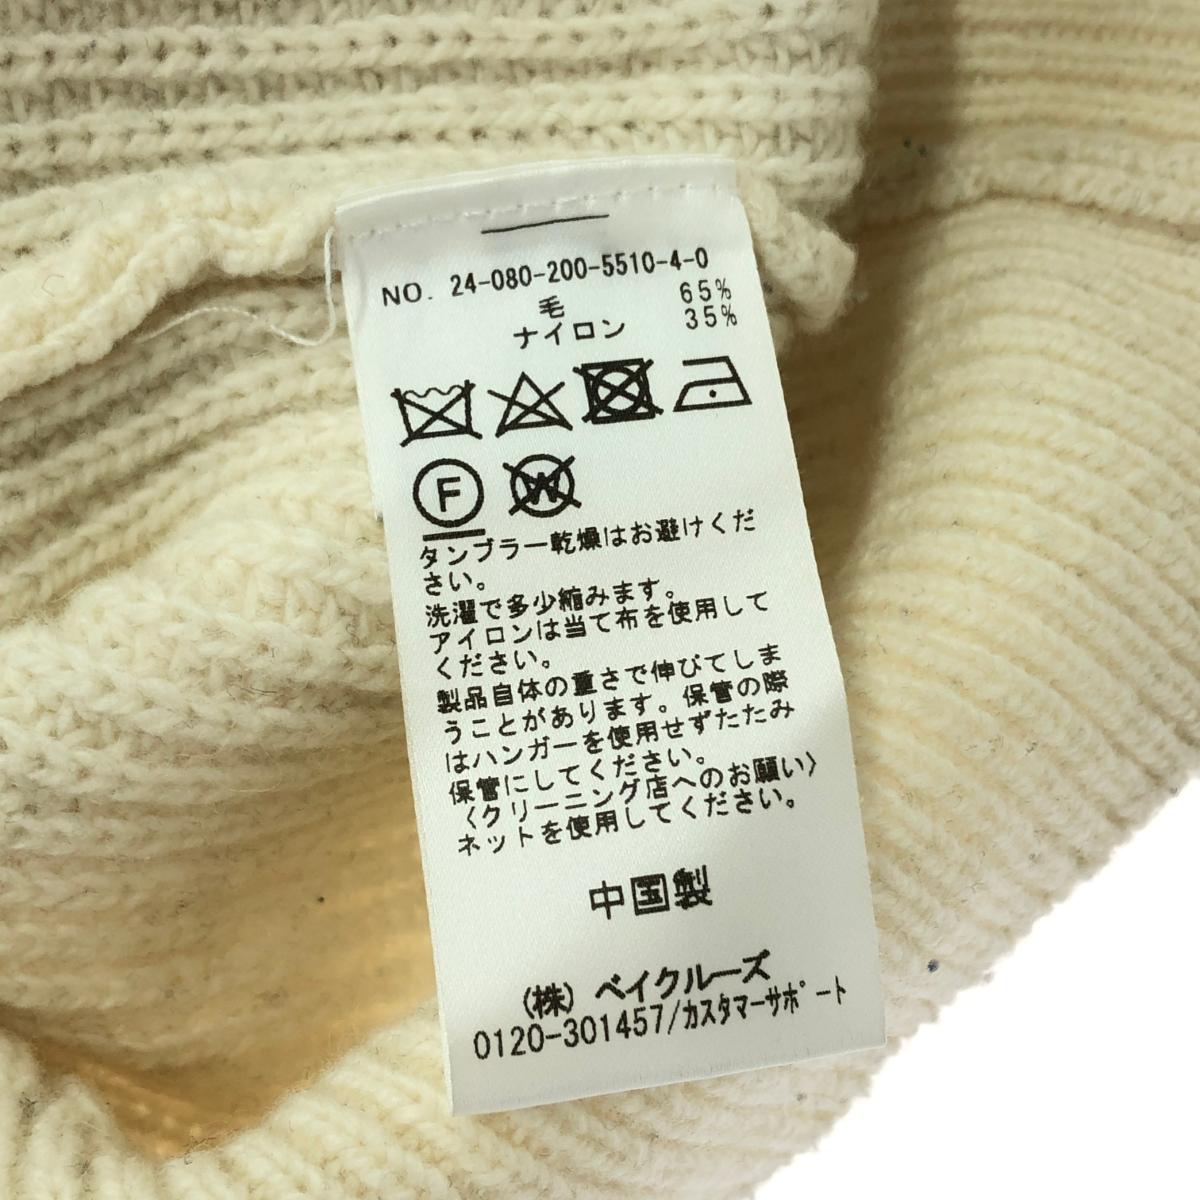 NO. 24-080-200-5510-4-0
毛 65%
ナイロン 35%
F W
タンブラー乾燥はお避けくだ
さい。
洗濯で多少縮みます。
アイロンは当て布を使用して
ください。
製品自体の重さで伸びてしま
うことがあります。保管の際
はハンガーを使用せずたたみ
保管にしてください。
〈クリーニング店へのお願い〉
ネットを使用してください。
中国製
(株) ベイクルーズ
0120-301457/カスタマーサポート